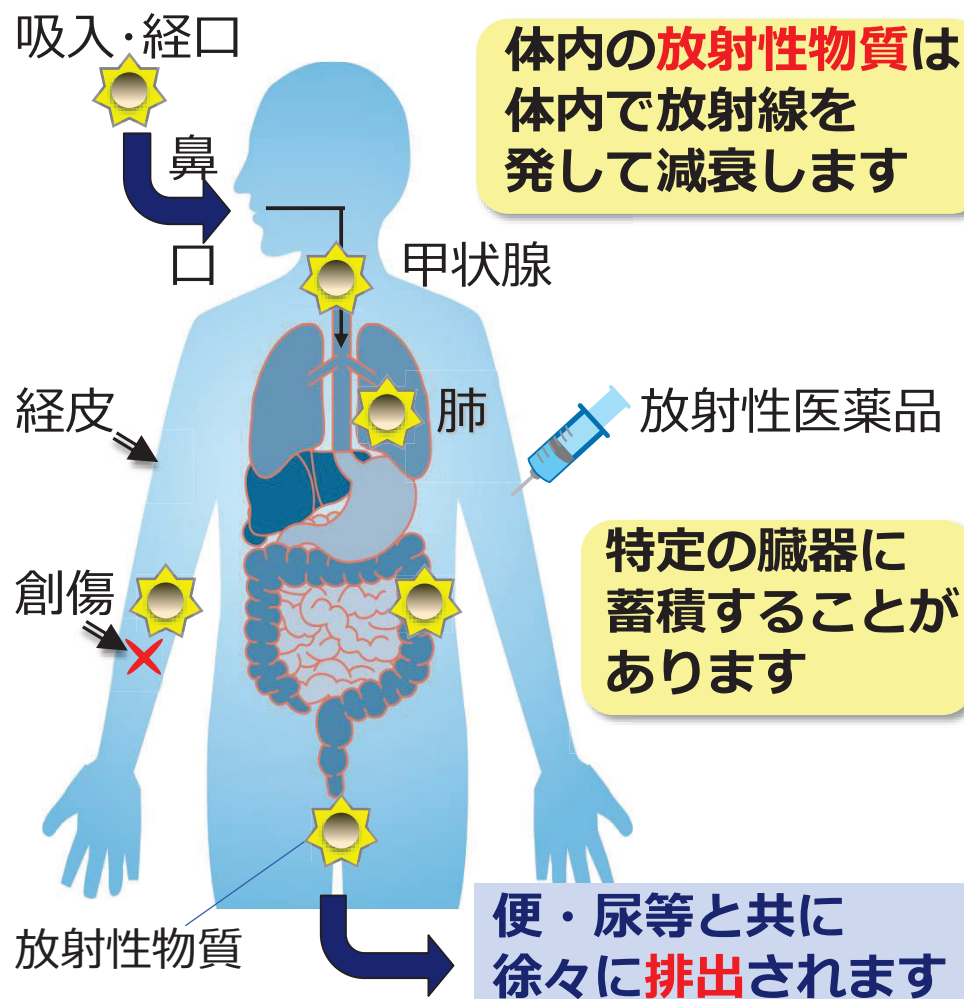 吸入・経口
体内の放射性物質は
体内で放射線を
発して減衰します
鼻
口
甲状腺
経皮
肺
放射性医薬品
特定の臓器に
蓄積することが
あります
創傷
放射性物質
便・尿等と共に
徐々に排出されます